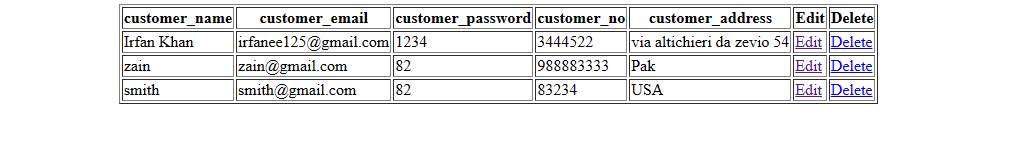 customer_name customer_email customer_password customer_no customer_address Edit Delete
Irfan Khan irfanee125@gmail.com 1234 3444522 via altichieri da zevio 54 Edit Delete
zain zain@gmail.com 82 988883333 Pak Edit Delete
smith smith@gmail.com 82 83234 USA Edit Delete